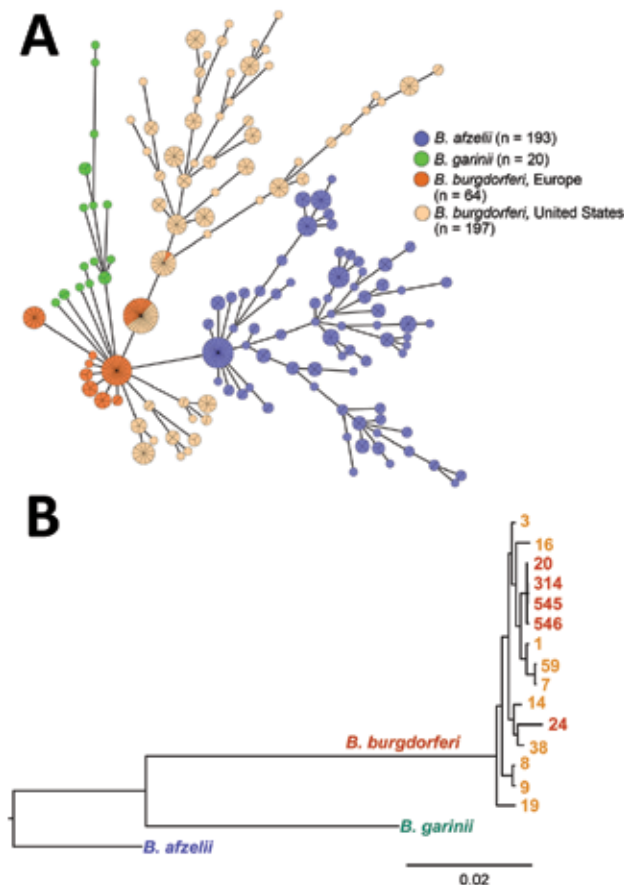 A
B. afzelii (n = 193)
B. garinii (n = 20)
B. burgdorferi, Europe
(n = 64)
B. burgdorferi, United States
(n = 197)
B
3
16
20
314
545
546
1
59
7
14
24
38
8
9
19
B. burgdorferi
B. garinii
B. afzelii
0.02